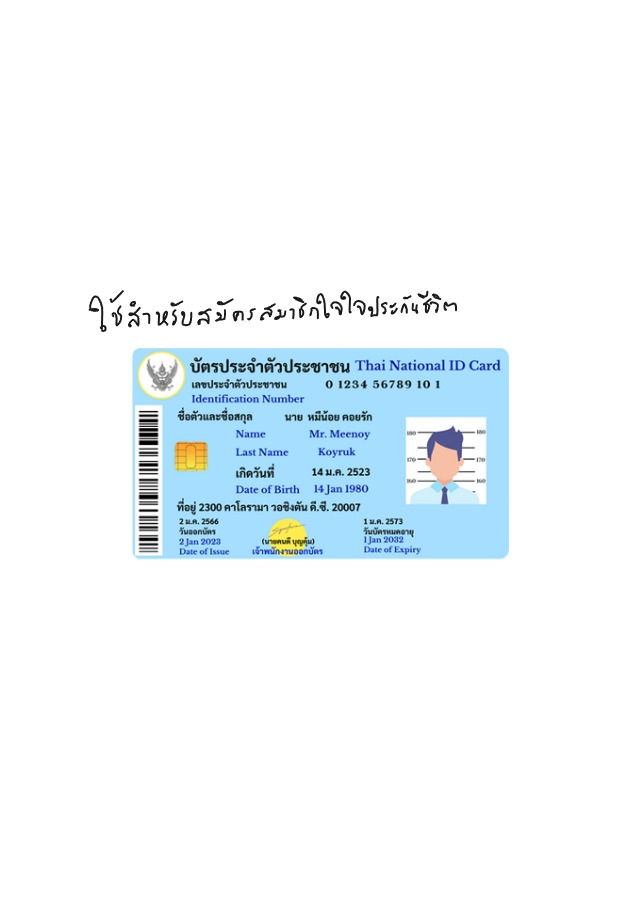 ใช้สำหรับสมัครสมาชิกใจใจประกันชีวิต
บัตรประจำตัวประชาชน Thai National ID Card
เลขประจำตัวประชาชน 0 1234 56789 10 1
Identification Number
ชื่อตัวและชื่อสกุล นาย หมีน้อย คอยรัก
Name Mr. Meenoy
Last Name Koyruk
เกิดวันที่ 14 ม.ค. 2523
Date of Birth 14 Jan 1980
ที่อยู่ 2300 คาโลรามา วอชิงตัน ดี.ซี. 20007
2 ม.ค. 2566 1 ม.ค. 2573
วันออกบัตร วันบัตรหมดอายุ
2 Jan 2023 (นายคนดี บุญคุ้ม) 1 Jan 2032
Date of Issue เจ้าพนักงานออกบัตร Date of Expiry
180 180
170 170
160 160